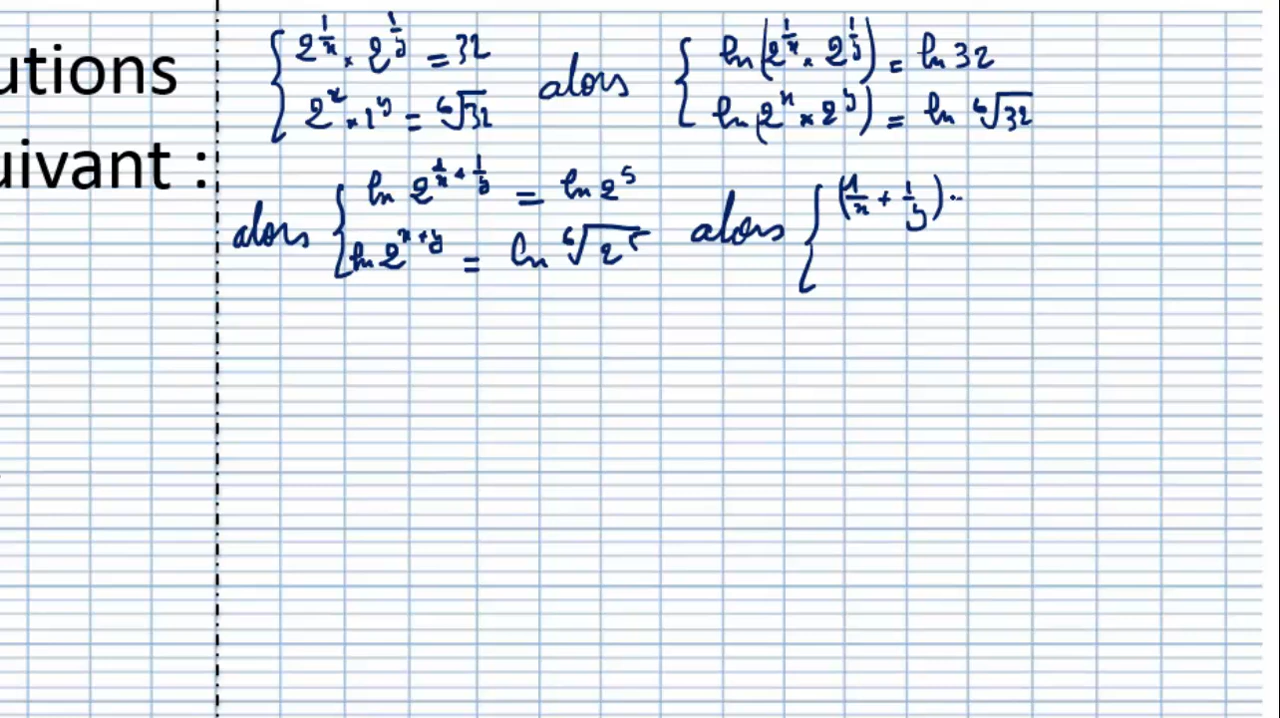 utions
uivant :
{ 2^(1/x) × 2^(1/y) = 32 alors { ln(2^(1/x) × 2^(1/y)) = ln 32
2^x × 2^y = ⁶√32 ln(2^x × 2^y) = ln ⁶√32
alors { ln 2^(1/x + 1/y) = ln 2^5 alors { (1/x + 1/y) ..
ln 2^(x+y) = ln ⁶√2^5